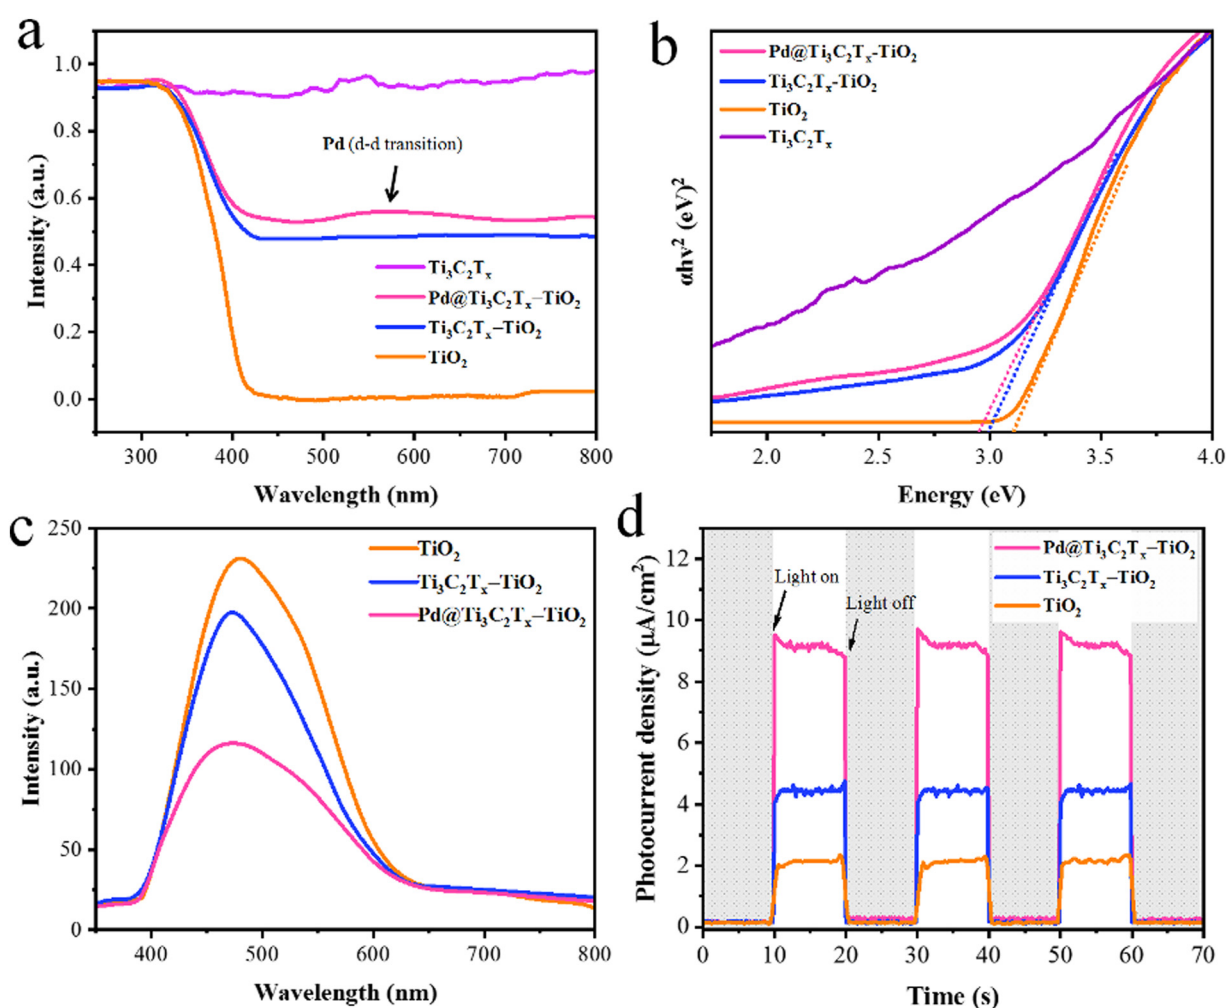 a
Intensity (a.u.)
1.0
0.8
0.6
0.4
0.2
0.0
Pd (d-d transition)
Ti₃C₂Tₓ
Pd@Ti₃C₂Tₓ–TiO₂
Ti₃C₂Tₓ–TiO₂
TiO₂
300 400 500 600 700 800
Wavelength (nm)
b
αhv² (eV)²
Pd@Ti₃C₂Tₓ-TiO₂
Ti₃C₂Tₓ-TiO₂
TiO₂
Ti₃C₂Tₓ
2.0 2.5 3.0 3.5 4.0
Energy (eV)
c
Intensity (a.u.)
250
200
150
100
50
0
TiO₂
Ti₃C₂Tₓ–TiO₂
Pd@Ti₃C₂Tₓ–TiO₂
400 500 600 700 800
Wavelength (nm)
d
Photocurrent density (μA/cm²)
12
10
8
6
4
2
0
Pd@Ti₃C₂Tₓ–TiO₂
Ti₃C₂Tₓ–TiO₂
TiO₂
Light on
Light off
0 10 20 30 40 50 60 70
Time (s)